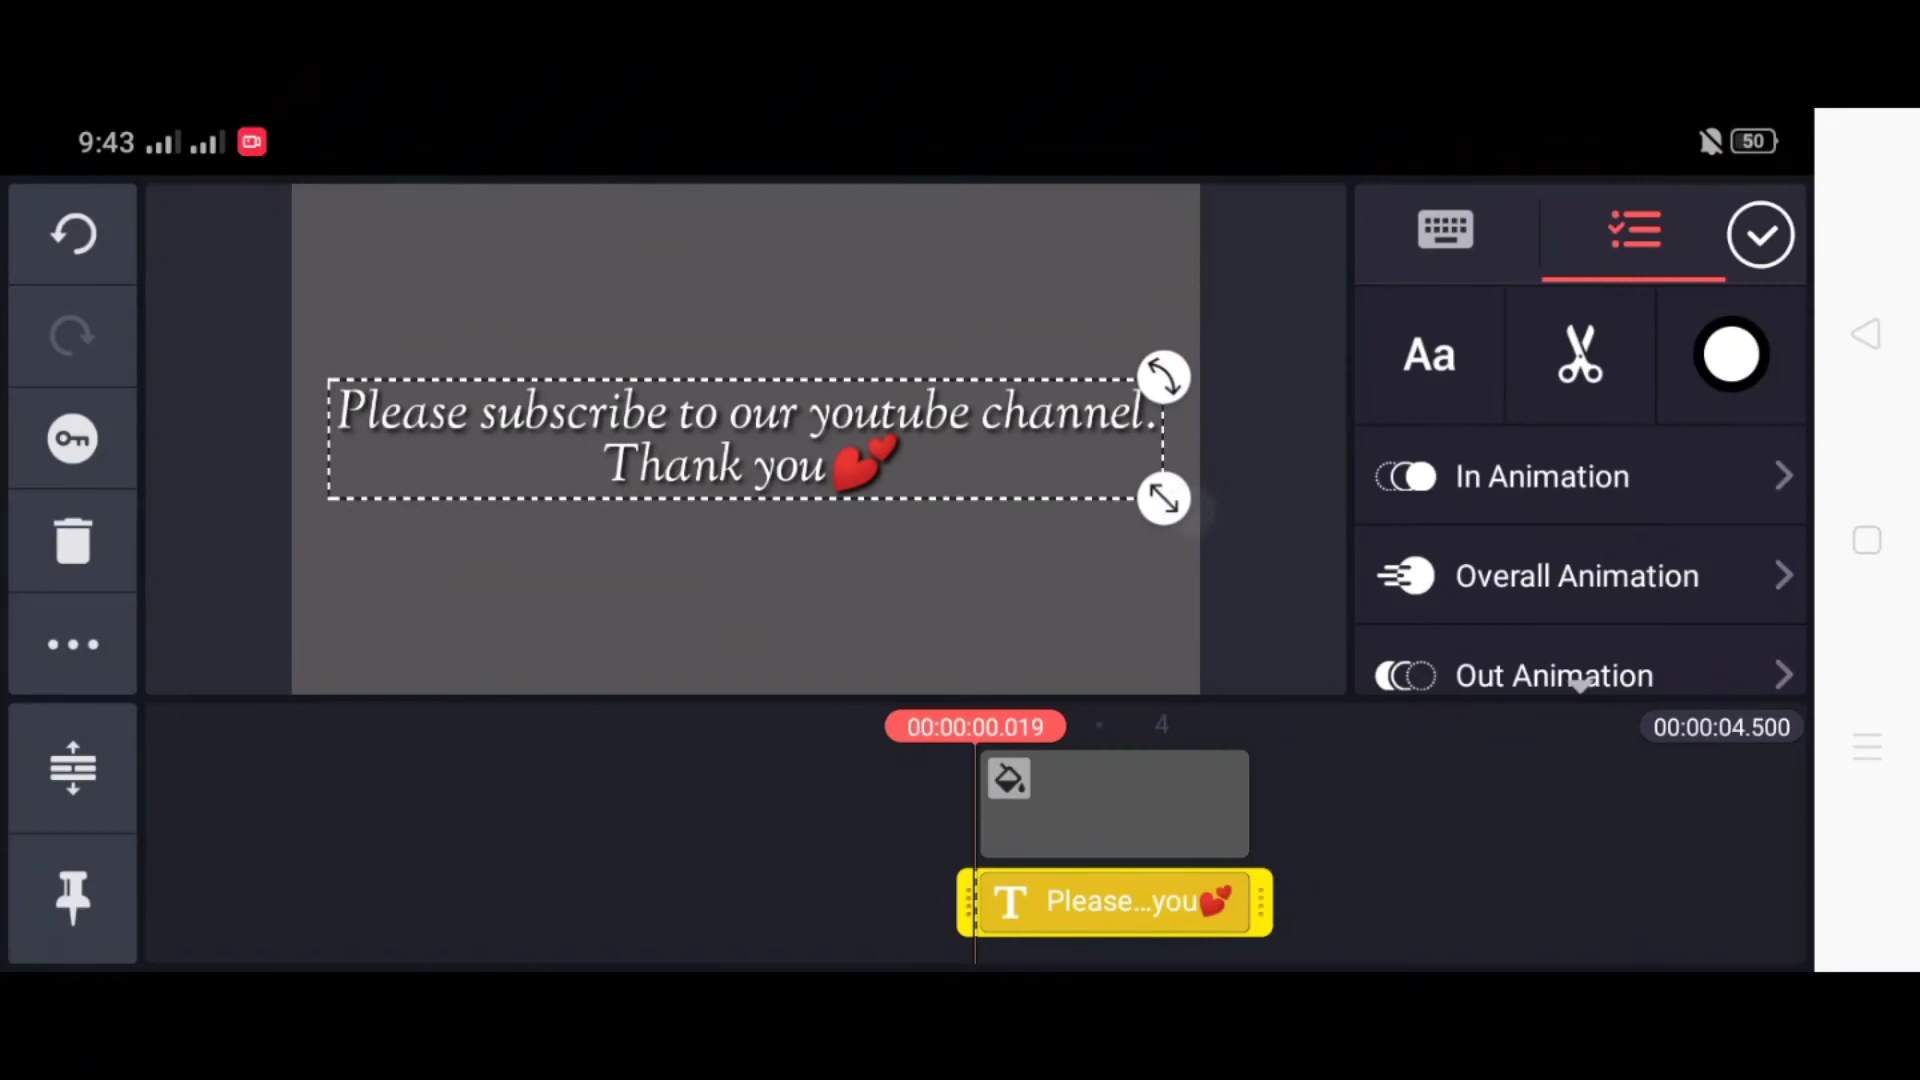 9:43
50
Please subscribe to our youtube channel.
Thank you💕
Aa
In Animation
Overall Animation
Out Animation
00:00:00.019
4
00:00:04.500
T Please...you💕